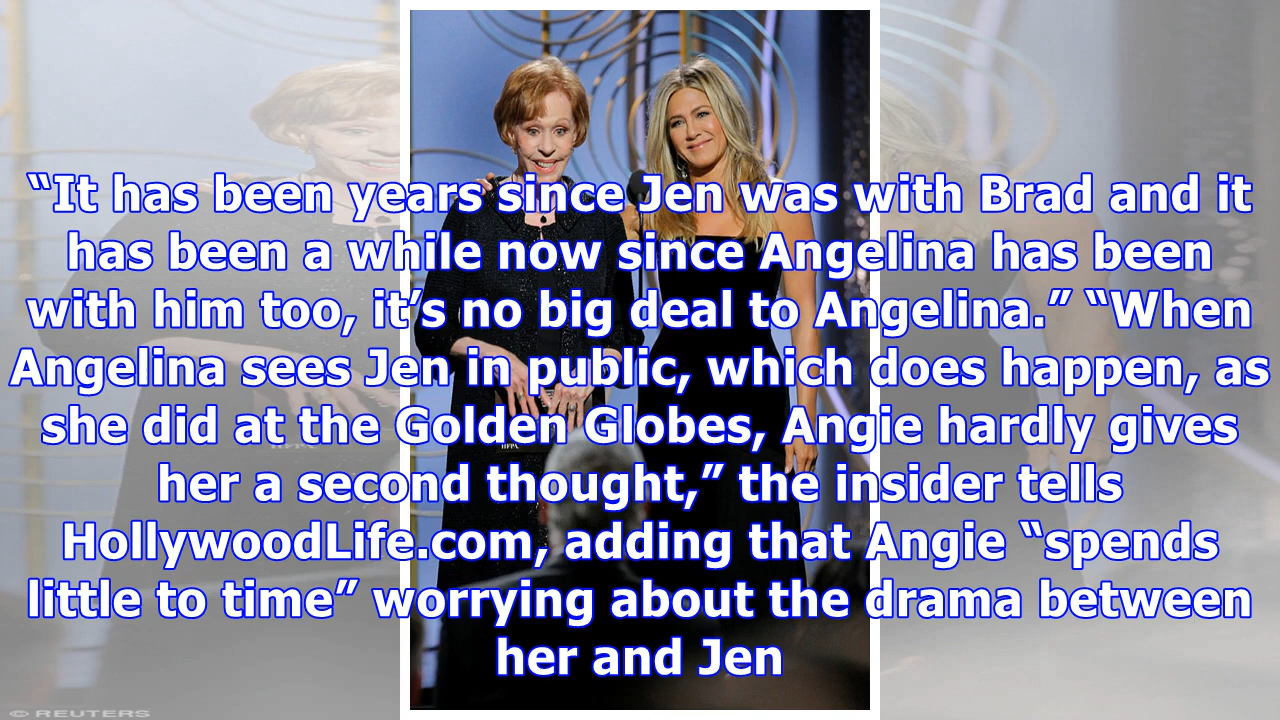 “It has been years since Jen was with Brad and it
has been a while now since Angelina has been
with him too, it’s no big deal to Angelina.” “When
Angelina sees Jen in public, which does happen, as
she did at the Golden Globes, Angie hardly gives
her a second thought,” the insider tells
HollywoodLife.com, adding that Angie “spends
little to time” worrying about the drama between
her and Jen
HFPA
© REUTERS